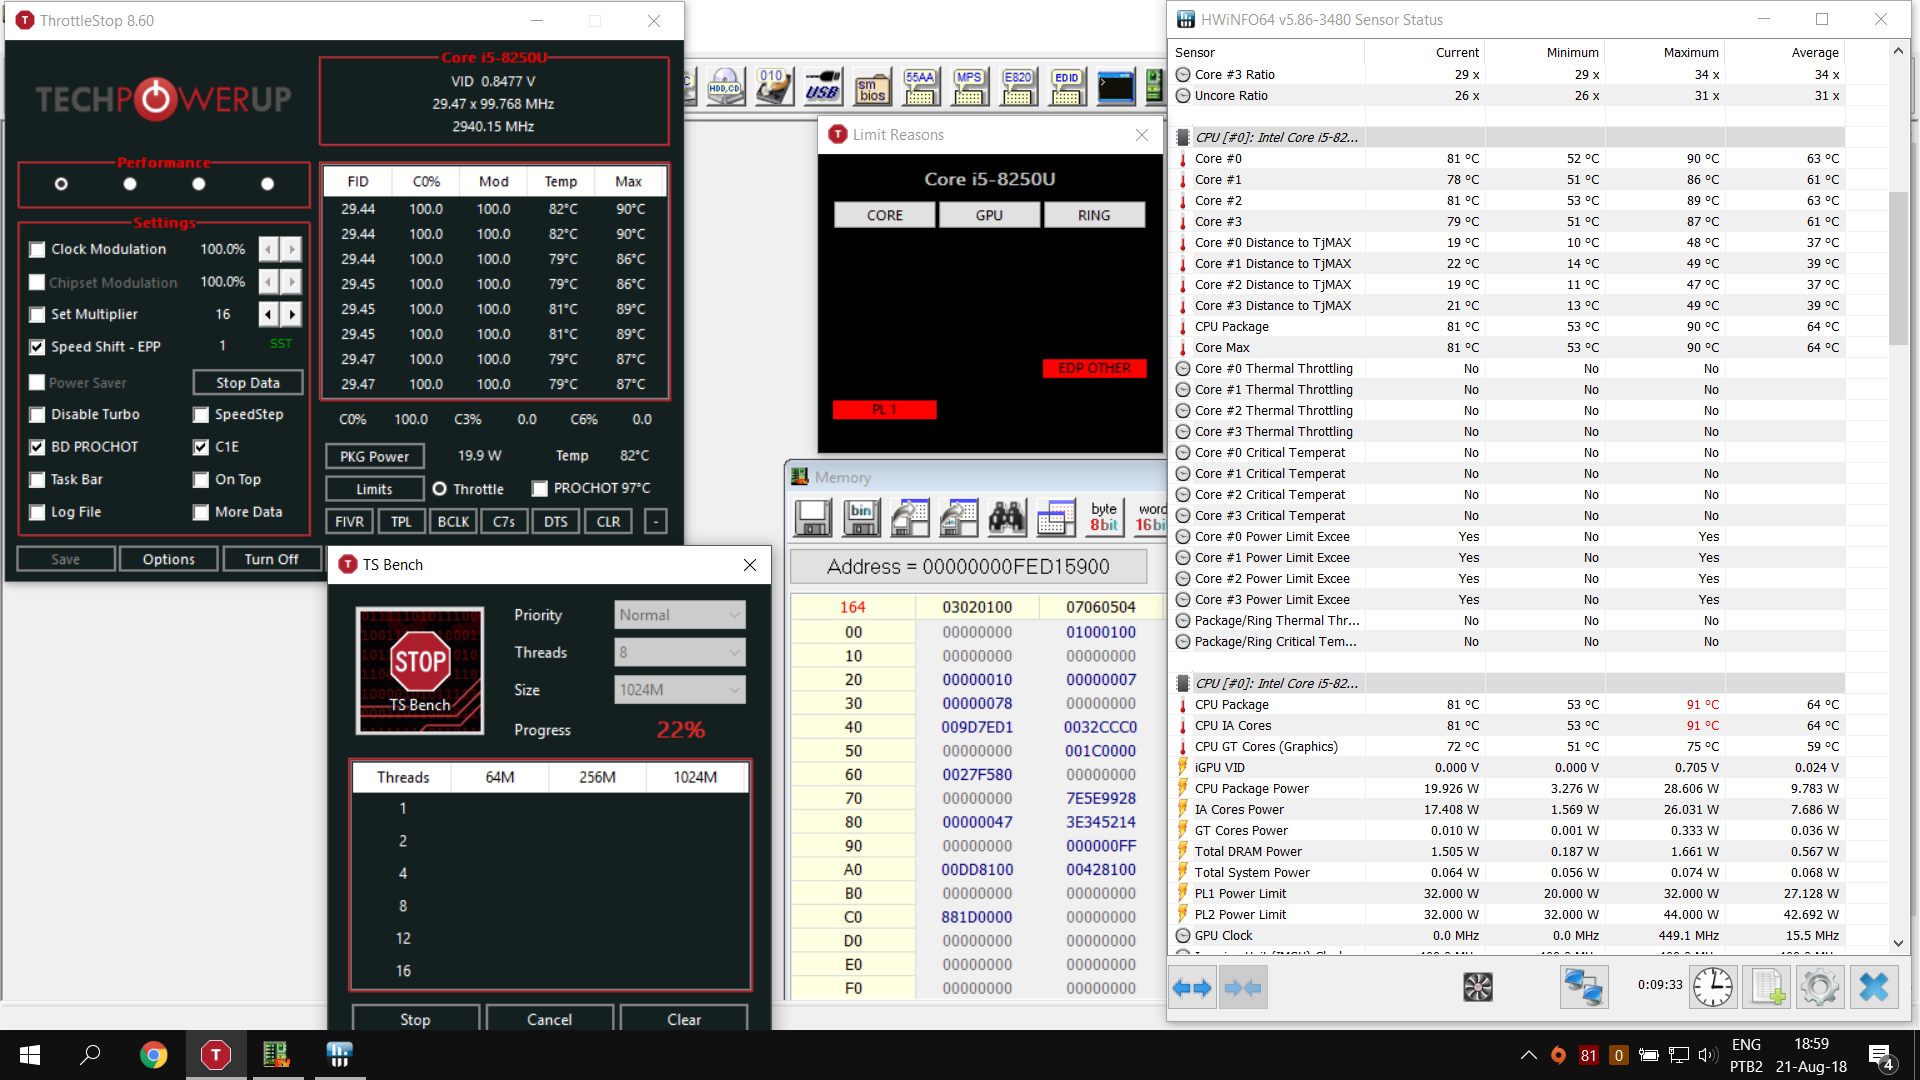 ThrottleStop 8.60
TECHPOWERUP
Core i5-8250U
VID 0.8477 V
29.47 x 99.768 MHz
2940.15 MHz
Performance
Settings
Clock Modulation 100.0%
Chipset Modulation 100.0%
Set Multiplier 16
Speed Shift - EPP 1 SST
Power Saver Stop Data
Disable Turbo SpeedStep
BD PROCHOT C1E
Task Bar On Top
Log File More Data
FID C0% Mod Temp Max
29.44 100.0 100.0 82°C 90°C
29.44 100.0 100.0 82°C 90°C
29.44 100.0 100.0 79°C 86°C
29.45 100.0 100.0 79°C 86°C
29.45 100.0 100.0 81°C 89°C
29.45 100.0 100.0 81°C 89°C
29.47 100.0 100.0 79°C 87°C
29.47 100.0 100.0 79°C 87°C
C0% 100.0 C3% 0.0 C6% 0.0
PKG Power 19.9 W Temp 82°C
Limits Throttle PROCHOT 97°C
FIVR TPL BCLK C7s DTS CLR -
Save Options Turn Off
TS Bench
STOP
TS Bench
Priority Normal
Threads 8
Size 1024M
Progress 22%
Threads 64M 256M 1024M
1
2
4
8
12
16
Stop Cancel Clear
HDD,CD 010 USB sm bios 55AA MPS E820 EDID
Limit Reasons
Core i5-8250U
CORE GPU RING
EDP OTHER
PL 1
Memory
bin byte 8bit
Address = 00000000FED15900
164 03020100 07060504
00 00000000 01000100
10 00000000 00000000
20 00000010 00000007
30 00000078 00000000
40 009D7ED1 0032CCC0
50 00000000 001C0000
60 0027F580 00000000
70 00000000 7E5E9928
80 00000047 3E345214
90 00000000 000000FF
A0 00DD8100 00428100
B0 00000000 00000000
C0 881D0000 00000000
D0 00000000 00000000
E0 00000000 00000000
F0 00000000 00000000
HWiNFO64 v5.86-3480 Sensor Status
Sensor Current Minimum Maximum Average
Core #3 Ratio 29 x 29 x 34 x 34 x
Uncore Ratio 26 x 26 x 31 x 31 x
CPU [#0]: Intel Core i5-82...
Core #0 81 °C 52 °C 90 °C 63 °C
Core #1 78 °C 51 °C 86 °C 61 °C
Core #2 81 °C 53 °C 89 °C 63 °C
Core #3 79 °C 51 °C 87 °C 61 °C
Core #0 Distance to TjMAX 19 °C 10 °C 48 °C 37 °C
Core #1 Distance to TjMAX 22 °C 14 °C 49 °C 39 °C
Core #2 Distance to TjMAX 19 °C 11 °C 47 °C 37 °C
Core #3 Distance to TjMAX 21 °C 13 °C 49 °C 39 °C
CPU Package 81 °C 53 °C 90 °C 64 °C
Core Max 81 °C 53 °C 90 °C 64 °C
Core #0 Thermal Throttling No No No
Core #1 Thermal Throttling No No No
Core #2 Thermal Throttling No No No
Core #3 Thermal Throttling No No No
Core #0 Critical Temperat No No No
Core #1 Critical Temperat No No No
Core #2 Critical Temperat No No No
Core #3 Critical Temperat No No No
Core #0 Power Limit Excee Yes No Yes
Core #1 Power Limit Excee Yes No Yes
Core #2 Power Limit Excee Yes No Yes
Core #3 Power Limit Excee Yes No Yes
Package/Ring Thermal Thr... No No No
Package/Ring Critical Tem... No No No
CPU [#0]: Intel Core i5-82...
CPU Package 81 °C 53 °C 91 °C 64 °C
CPU IA Cores 81 °C 53 °C 91 °C 64 °C
CPU GT Cores (Graphics) 72 °C 51 °C 75 °C 59 °C
iGPU VID 0.000 V 0.000 V 0.705 V 0.024 V
CPU Package Power 19.926 W 3.276 W 28.606 W 9.783 W
IA Cores Power 17.408 W 1.569 W 26.031 W 7.686 W
GT Cores Power 0.010 W 0.001 W 0.333 W 0.036 W
Total DRAM Power 1.505 W 0.187 W 1.661 W 0.567 W
Total System Power 0.064 W 0.056 W 0.074 W 0.068 W
PL1 Power Limit 32.000 W 20.000 W 32.000 W 27.128 W
PL2 Power Limit 32.000 W 32.000 W 44.000 W 42.692 W
GPU Clock 0.0 MHz 0.0 MHz 449.1 MHz 15.5 MHz
0:09:33
81 0 ENG 18:59
PTB2 21-Aug-18 4